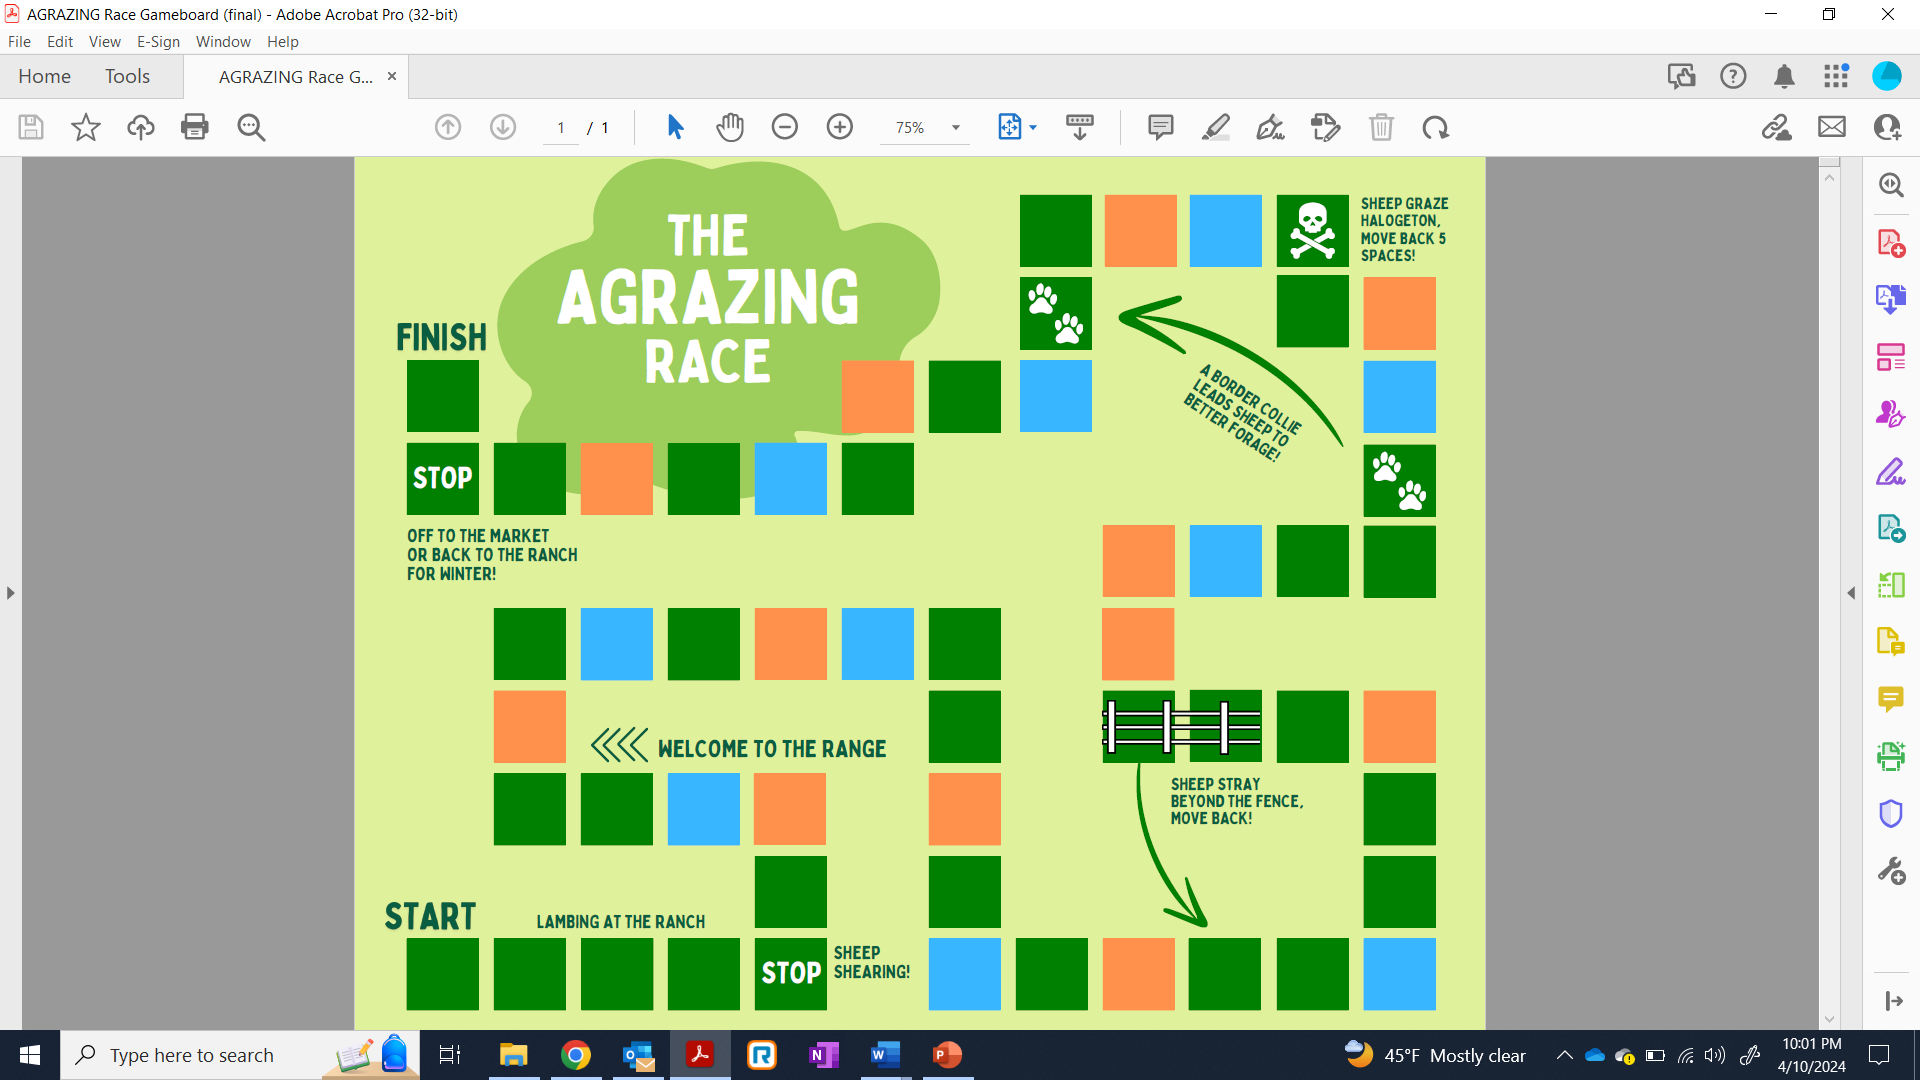 AGRAZING Race Gameboard (final) - Adobe Acrobat Pro (32-bit)
File Edit View E-Sign Window Help
Home Tools AGRAZING Race G... ×
1 / 1 75%
THE
AGRAZING
RACE
SHEEP GRAZE
HALOGETON,
MOVE BACK 5
SPACES!
FINISH
A BORDER COLLIE
LEADS SHEEP TO
BETTER FORAGE!
STOP
OFF TO THE MARKET
OR BACK TO THE RANCH
FOR WINTER!
WELCOME TO THE RANGE
SHEEP STRAY
BEYOND THE FENCE,
MOVE BACK!
START
LAMBING AT THE RANCH
STOP
SHEEP
SHEARING!
Type here to search
45°F Mostly clear
10:01 PM
4/10/2024